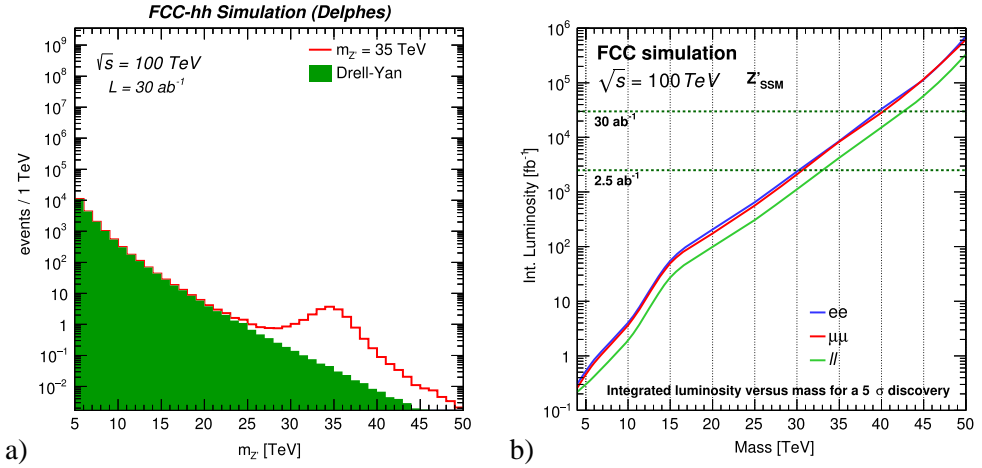 FCC-hh Simulation (Delphes)
√s = 100 TeV
L = 30 ab⁻¹
m_Z' = 35 TeV
Drell-Yan
events / 1 TeV
10⁹
10⁸
10⁷
10⁶
10⁵
10⁴
10³
10²
10
1
10⁻¹
10⁻²
5 10 15 20 25 30 35 40 45 50
m_Z' [TeV]
a)
FCC simulation
√s = 100 TeV Z'_SSM
30 ab⁻¹
2.5 ab⁻¹
Int. Luminosity [fb⁻¹]
10⁶
10⁵
10⁴
10³
10²
10
1
10⁻¹
ee
μμ
ll
Integrated luminosity versus mass for a 5 σ discovery
5 10 15 20 25 30 35 40 45 50
Mass [TeV]
b)